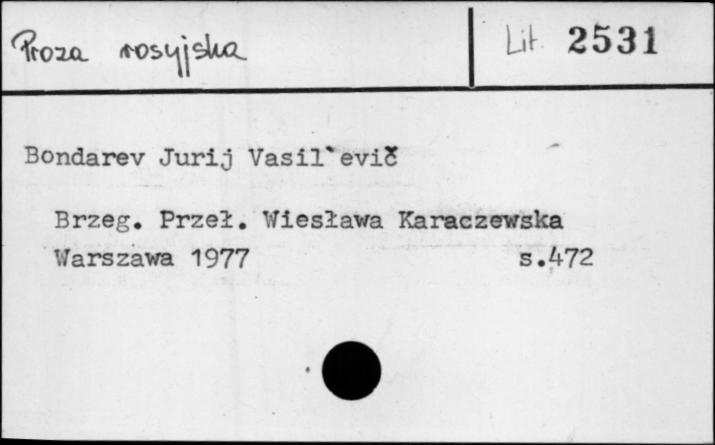 Proza rosyjska
Lit. 2531
Bondarev Jurij Vasil`evič
Brzeg. Przeł. Wiesława Karaczewska
Warszawa 1977 s.472